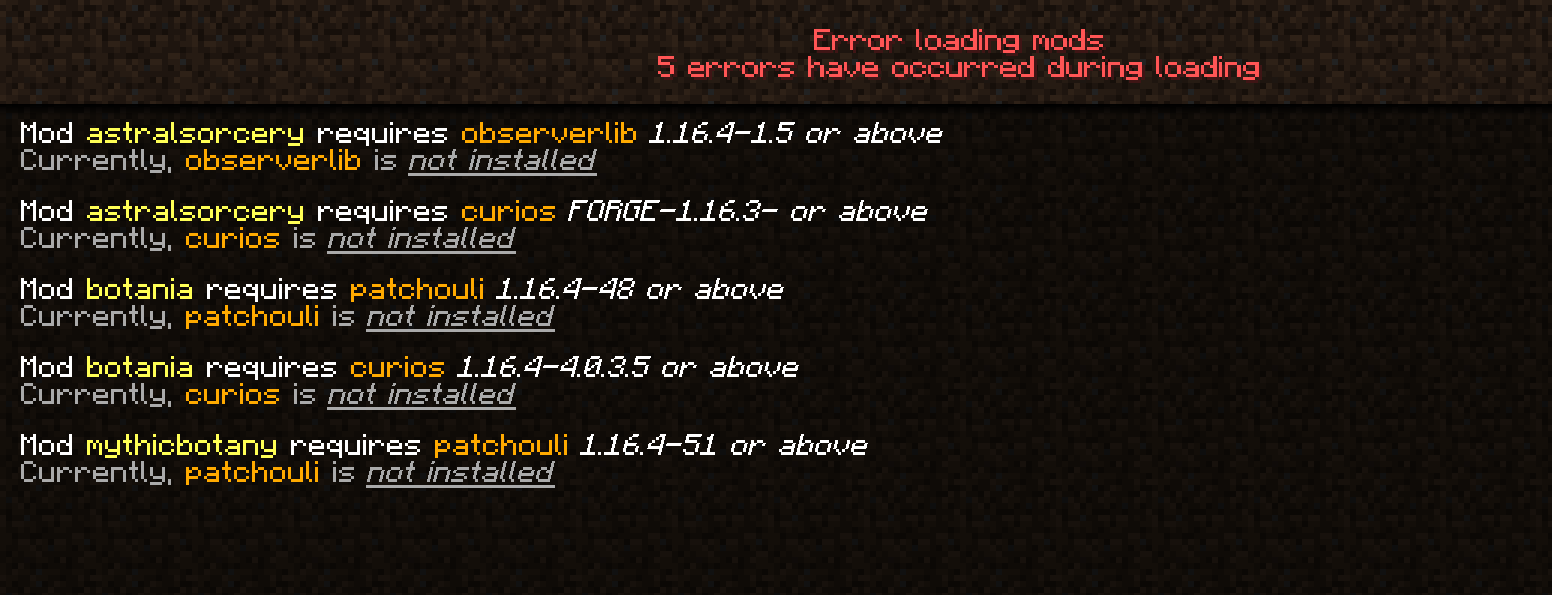 Error loading mods
5 errors have occurred during loading
Mod astralsorcery requires observerlib 1.16.4-1.5 or above
Currently, observerlib is not installed
Mod astralsorcery requires curios FORGE-1.16.3- or above
Currently, curios is not installed
Mod botania requires patchouli 1.16.4-48 or above
Currently, patchouli is not installed
Mod botania requires curios 1.16.4-4.0.3.5 or above
Currently, curios is not installed
Mod mythicbotany requires patchouli 1.16.4-51 or above
Currently, patchouli is not installed